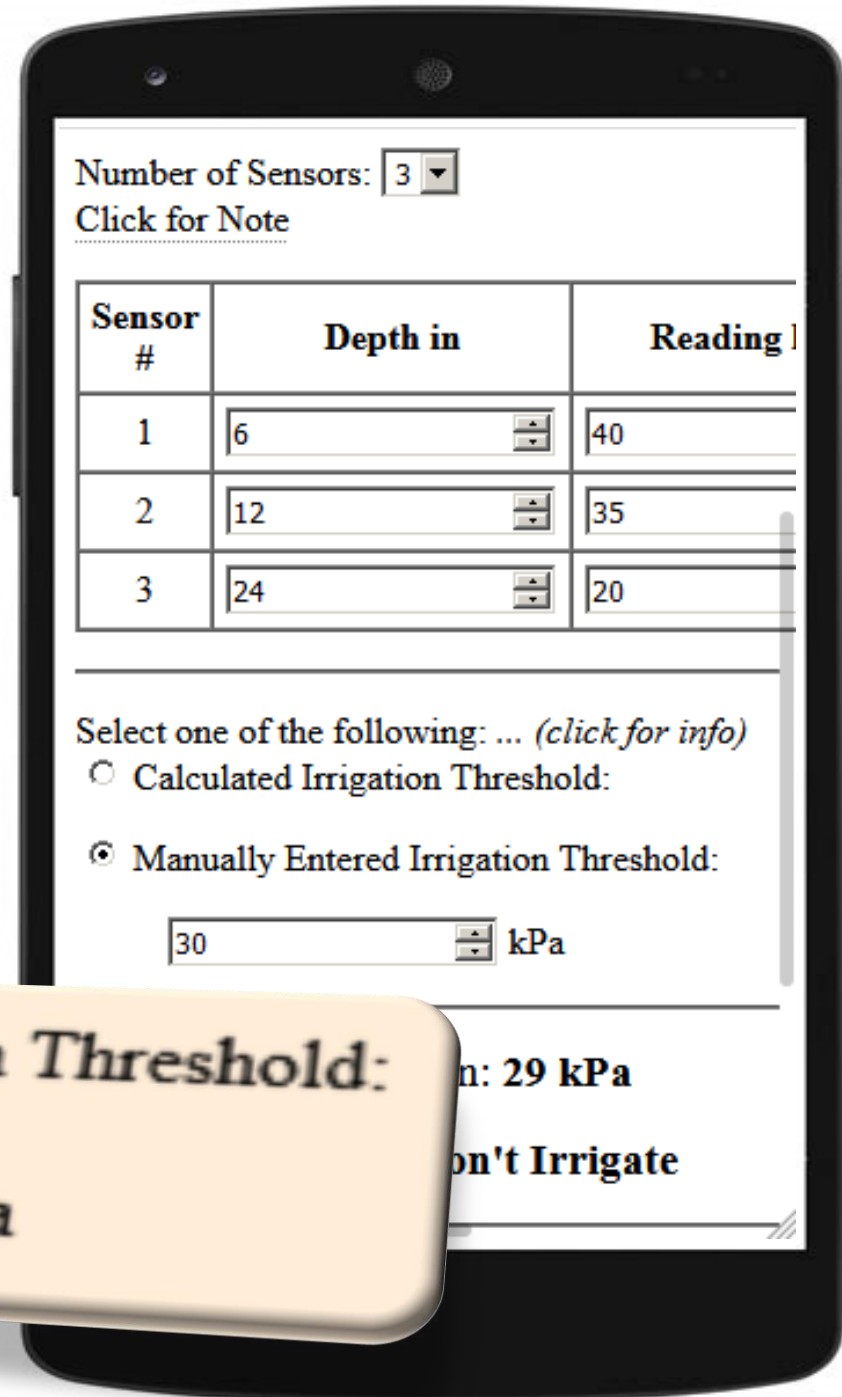 Number of Sensors: 3
Click for Note
Sensor # Depth in Reading
1 6 40
2 12 35
3 24 20
Select one of the following: ... (click for info)
Calculated Irrigation Threshold:
Manually Entered Irrigation Threshold:
30 kPa
Threshold:
n: 29 kPa
on't Irrigate